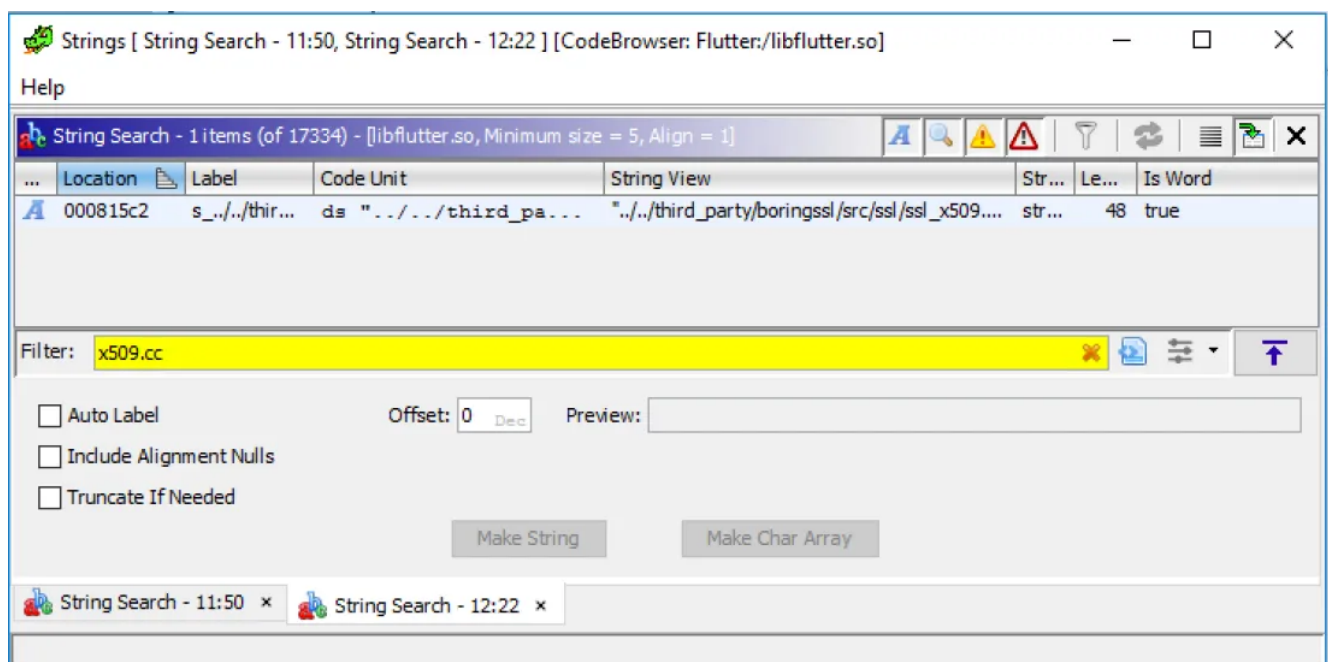 Strings [ String Search - 11:50, String Search - 12:22 ] [CodeBrowser: Flutter:/libflutter.so]
Help
String Search - 1 items (of 17334) - [libflutter.so, Minimum size = 5, Align = 1]
... Location Label Code Unit String View Str... Le... Is Word
A 000815c2 s_../../thir... ds "../../third_pa... "../../third_party/boringssl/src/ssl/ssl_x509.... str... 48 true
Filter: x509.cc
Auto Label Offset: 0 Dec Preview:
Include Alignment Nulls
Truncate If Needed
Make String Make Char Array
String Search - 11:50 × String Search - 12:22 ×